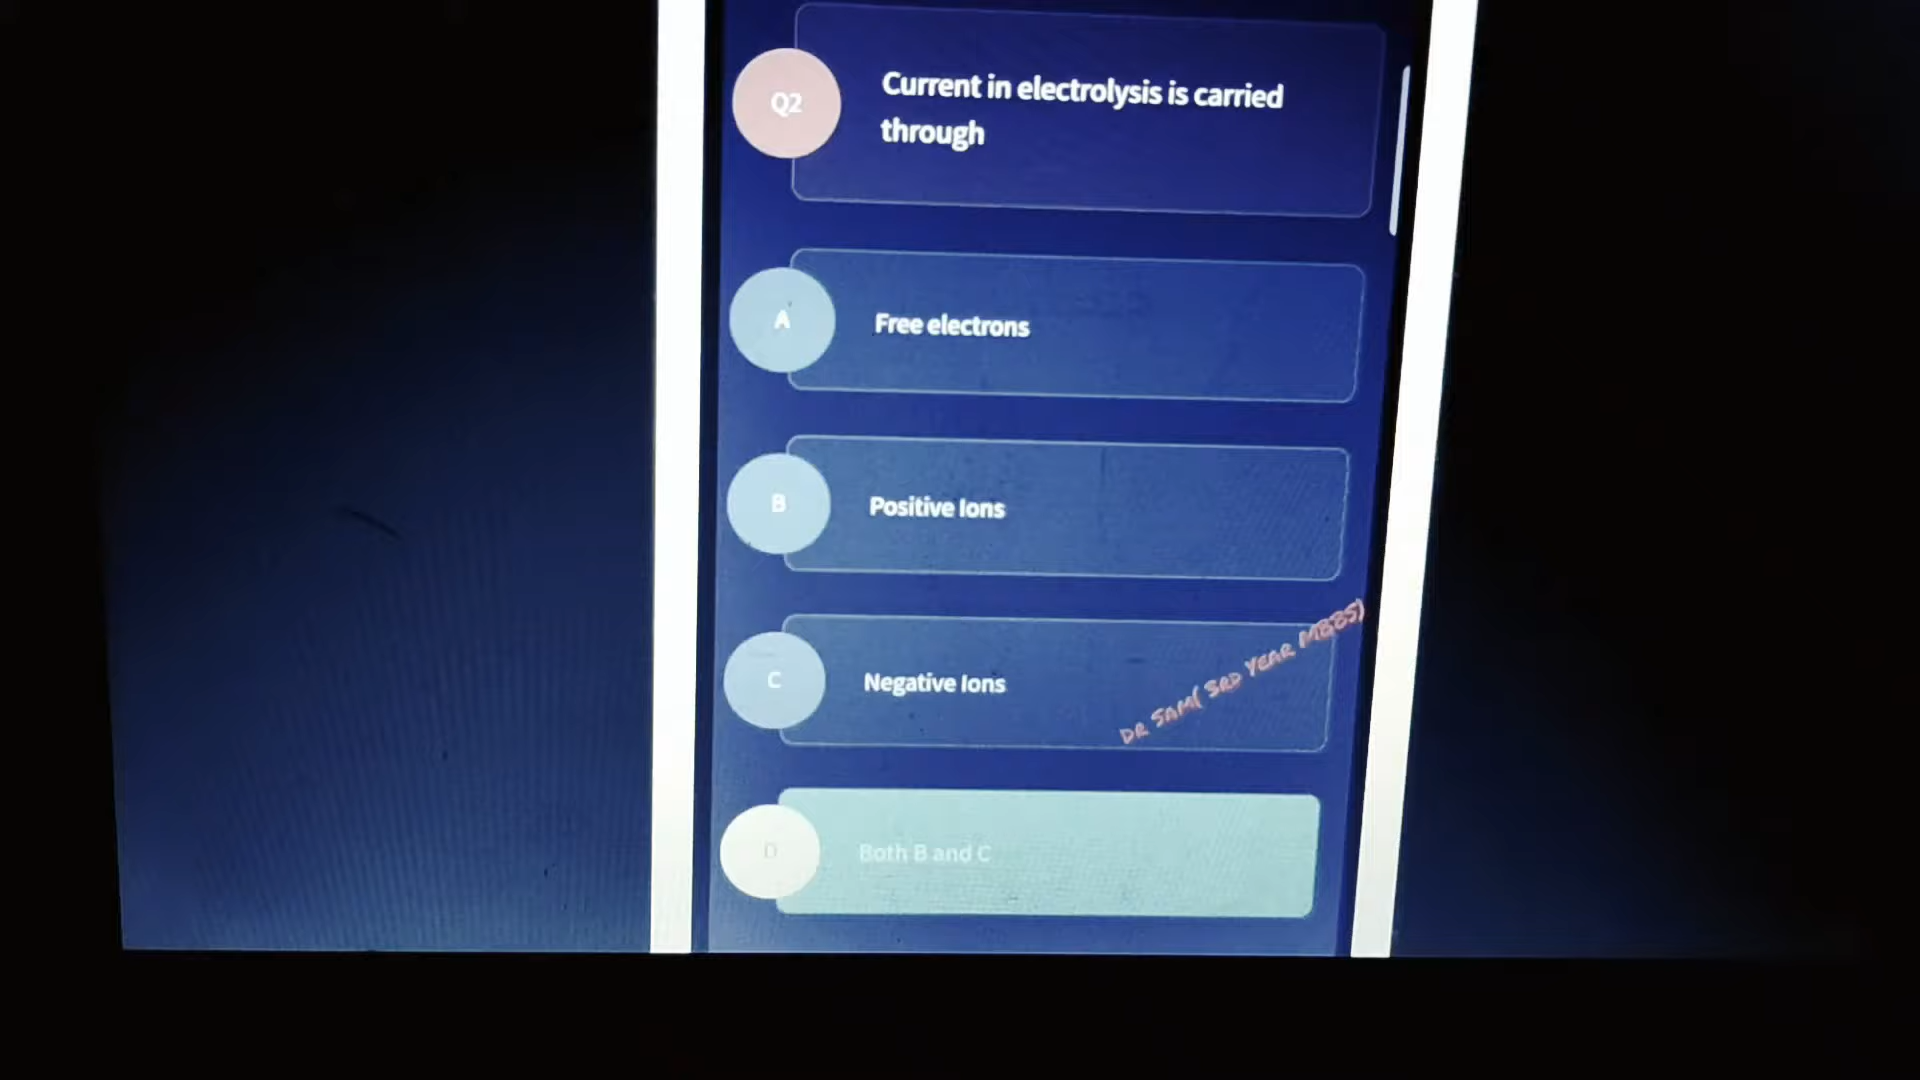 Q2
Current in electrolysis is carried
through
A
Free electrons
B
Positive Ions
C
Negative Ions
DR SAM( 3RD YEAR MBBS)
D
Both B and C